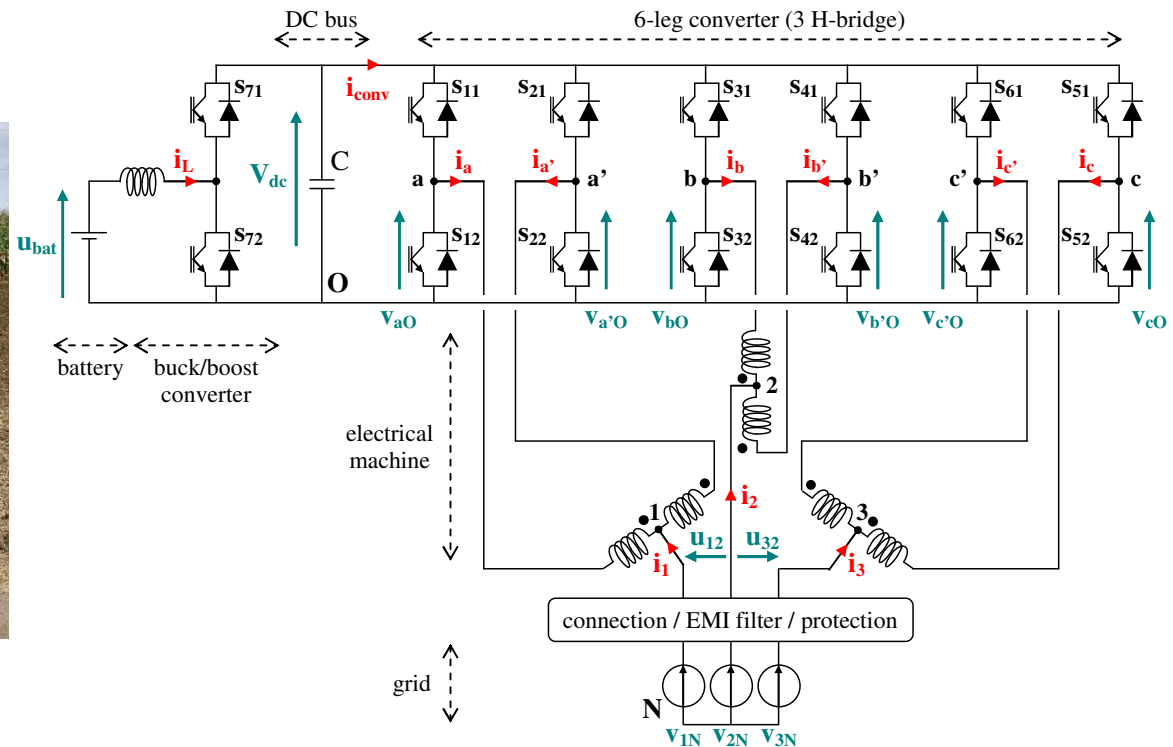 DC bus
6-leg converter (3 H-bridge)
s71
iconv
s11
s21
s31
s41
s61
s51
iL
Vdc
C
a
ia
ia'
a'
b
ib
ib'
b'
c'
ic'
ic
c
ubat
s72
O
s12
s22
s32
s42
s62
s52
vaO
va'O
vbO
vb'O
vc'O
vcO
battery
buck/boost
converter
2
electrical
machine
1
i2
3
u12
u32
i1
i3
connection / EMI filter / protection
grid
N
v1N
v2N
v3N